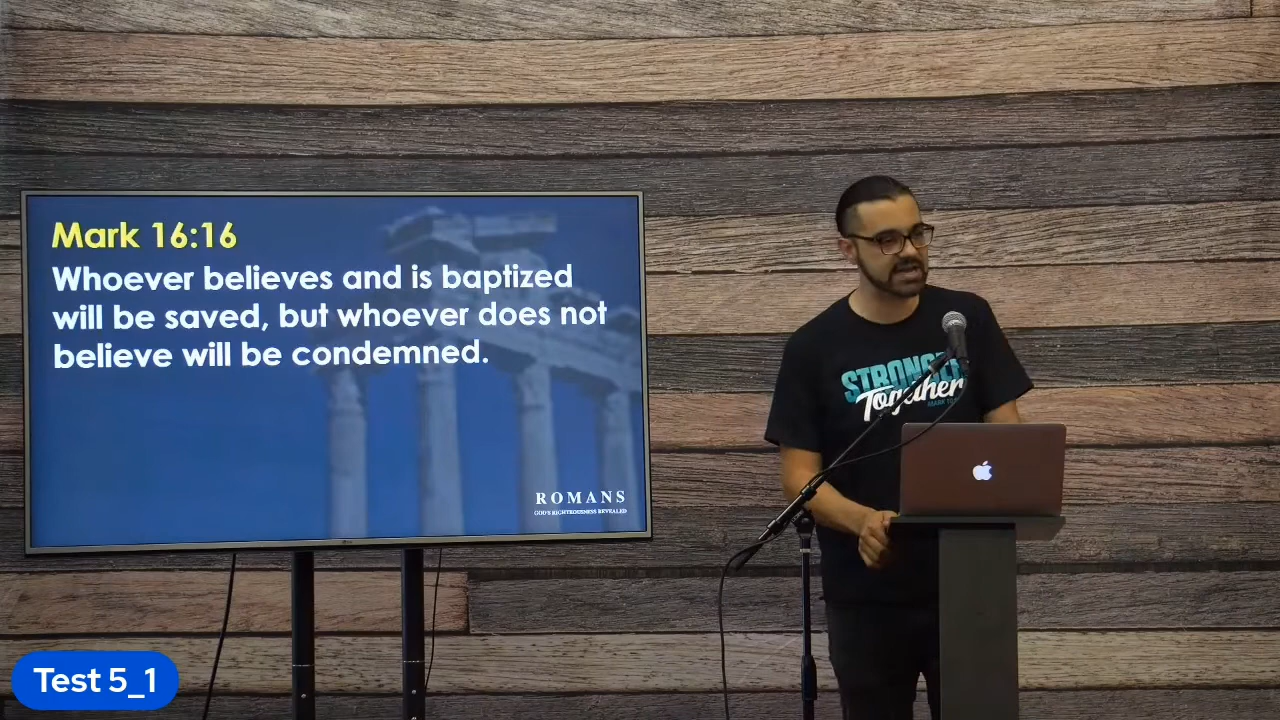 Mark 16:16
Whoever believes and is baptized
will be saved, but whoever does not
believe will be condemned.
ROMANS
GOD'S RIGHTEOUSNESS REVEALED
STRONGER
Together
MARK
Test 5_1